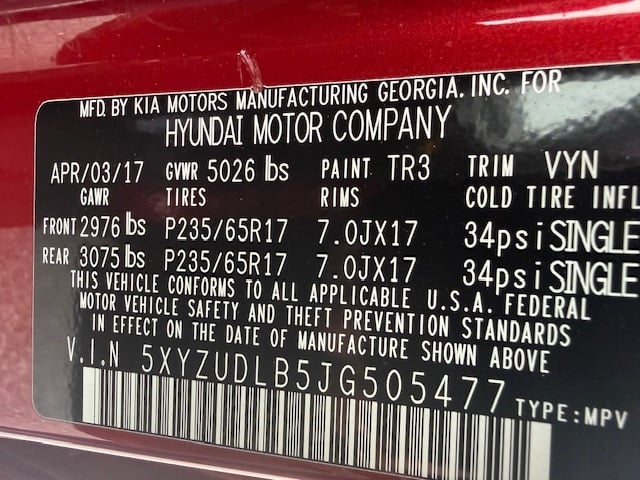 MFD. BY KIA MOTORS MANUFACTURING GEORGIA. INC. FOR
HYUNDAI MOTOR COMPANY
APR/03/17 GVWR 5026 lbs PAINT TR3 TRIM VYN
GAWR TIRES RIMS COLD TIRE INFL
FRONT 2976 lbs P235/65R17 7.0JX17 34psi SINGLE
REAR 3075 lbs P235/65R17 7.0JX17 34psi SINGLE
THIS VEHICLE CONFORMS TO ALL APPLICABLE U.S.A. FEDERAL
MOTOR VEHICLE SAFETY AND THEFT PREVENTION STANDARDS
IN EFFECT ON THE DATE OF MANUFACTURE SHOWN ABOVE
V.I.N 5XYZUDLB5JG505477 TYPE:MPV